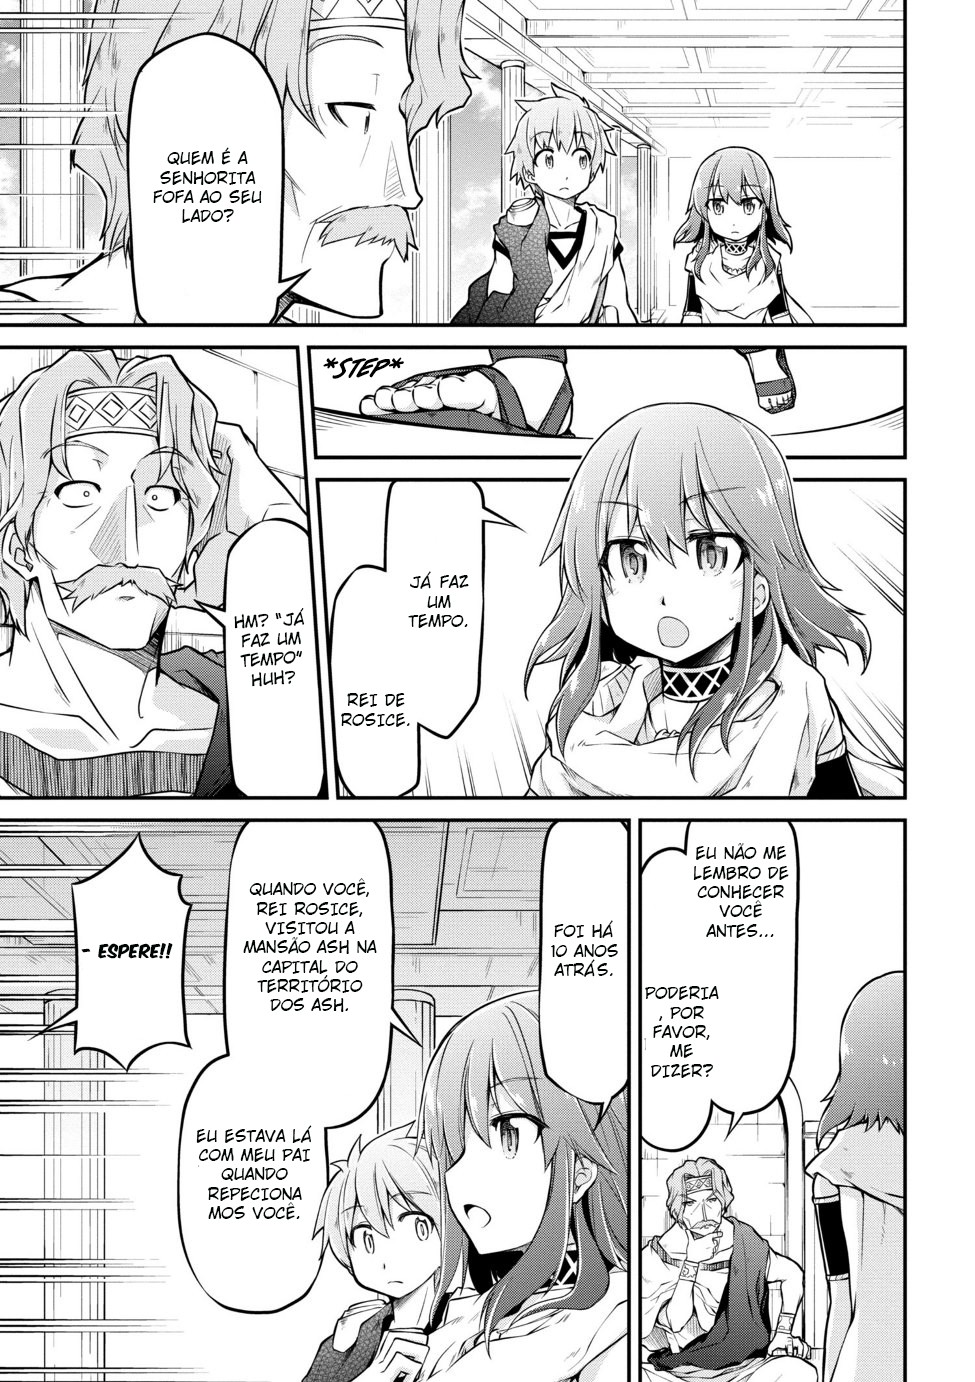 QUEM É A
SENHORITA
FOFA AO SEU
LADO?
*STEP*
JÁ FAZ
UM
TEMPO.
REI DE
ROSICE.
HM? "JÁ
FAZ UM
TEMPO"
HUH?
EU NÃO ME
LEMBRO DE
CONHECER
VOCÊ
ANTES...
PODERIA
, POR
FAVOR,
ME
DIZER?
FOI HÁ
10 ANOS
ATRÁS.
QUANDO VOCÊ,
REI ROSICE,
VISITOU A
MANSÃO ASH NA
CAPITAL DO
TERRITÓRIO
DOS ASH.
EU ESTAVA LÁ
COM MEU PAI
QUANDO
REPECIONA
MOS VOCÊ.
- ESPERE!!